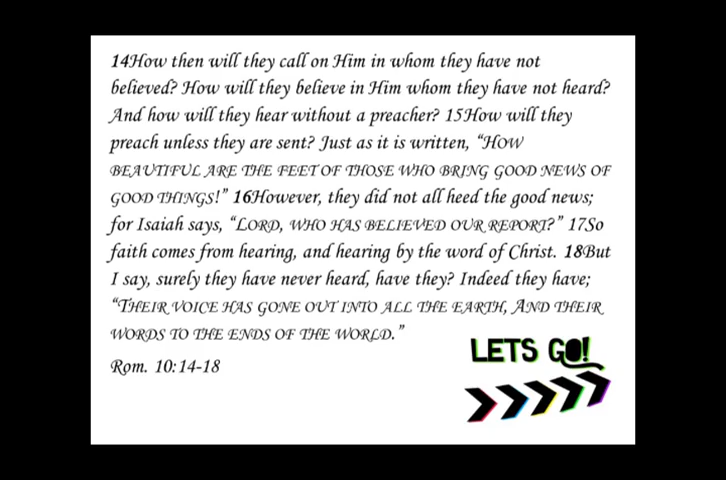 14How then will they call on Him in whom they have not
believed? How will they believe in Him whom they have not heard?
And how will they hear without a preacher? 15How will they
preach unless they are sent? Just as it is written, “HOW
BEAUTIFUL ARE THE FEET OF THOSE WHO BRING GOOD NEWS OF
GOOD THINGS!” 16However, they did not all heed the good news;
for Isaiah says, “LORD, WHO HAS BELIEVED OUR REPORT?” 17So
faith comes from hearing, and hearing by the word of Christ. 18But
I say, surely they have never heard, have they? Indeed they have;
“THEIR VOICE HAS GONE OUT INTO ALL THE EARTH, AND THEIR
WORDS TO THE ENDS OF THE WORLD.”
Rom. 10:14-18
LETS GO!